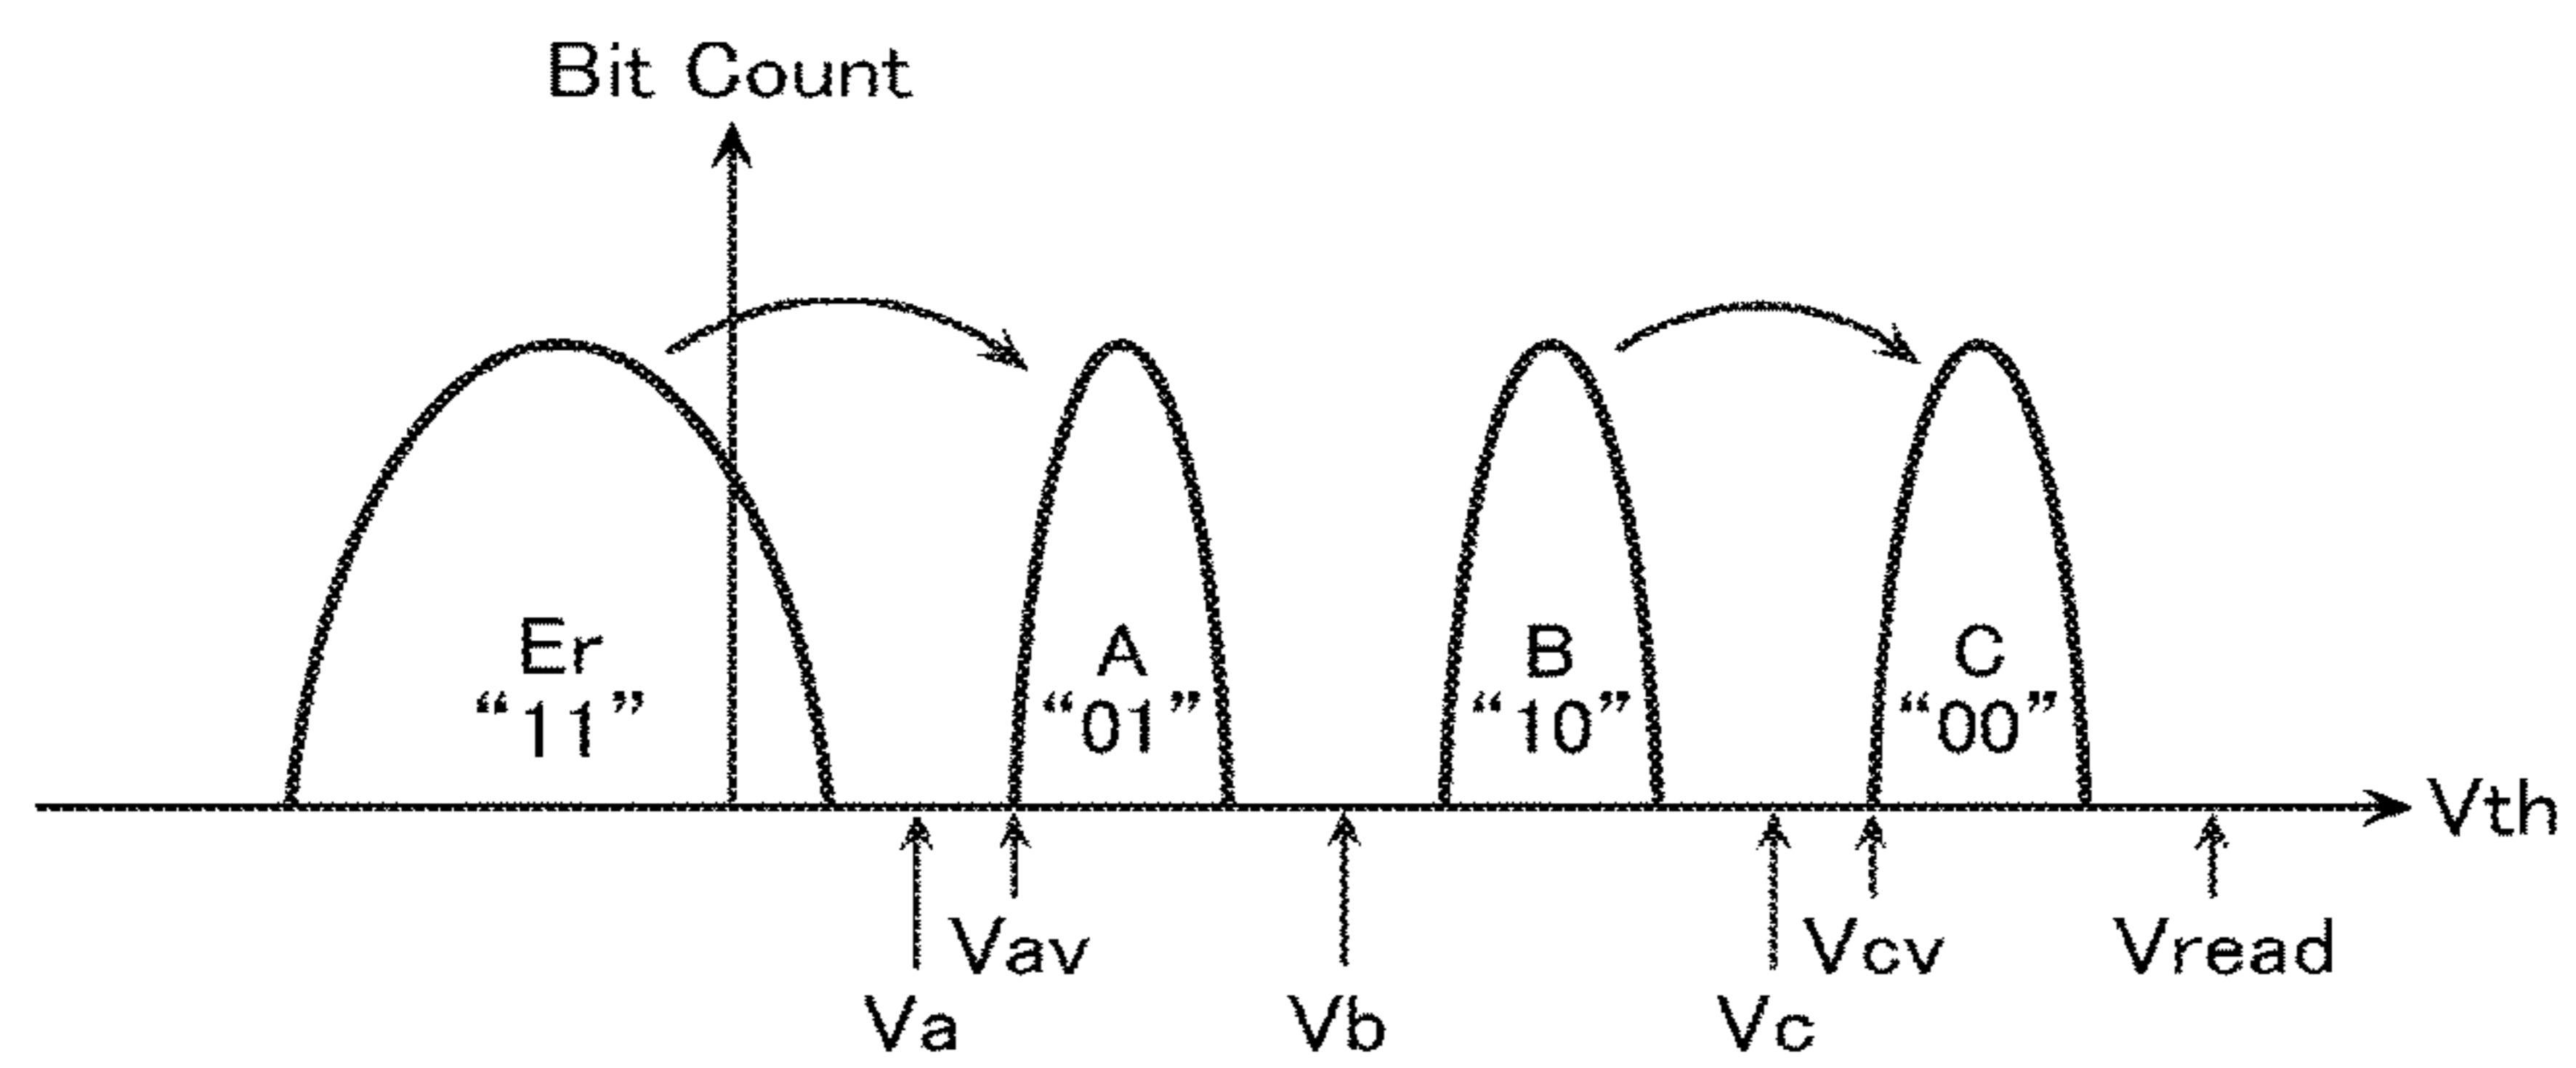 Bit Count
Er
“11”
A
“01”
B
“10”
C
“00”
Vth
Vav
Vcv
Vread
Va
Vb
Vc